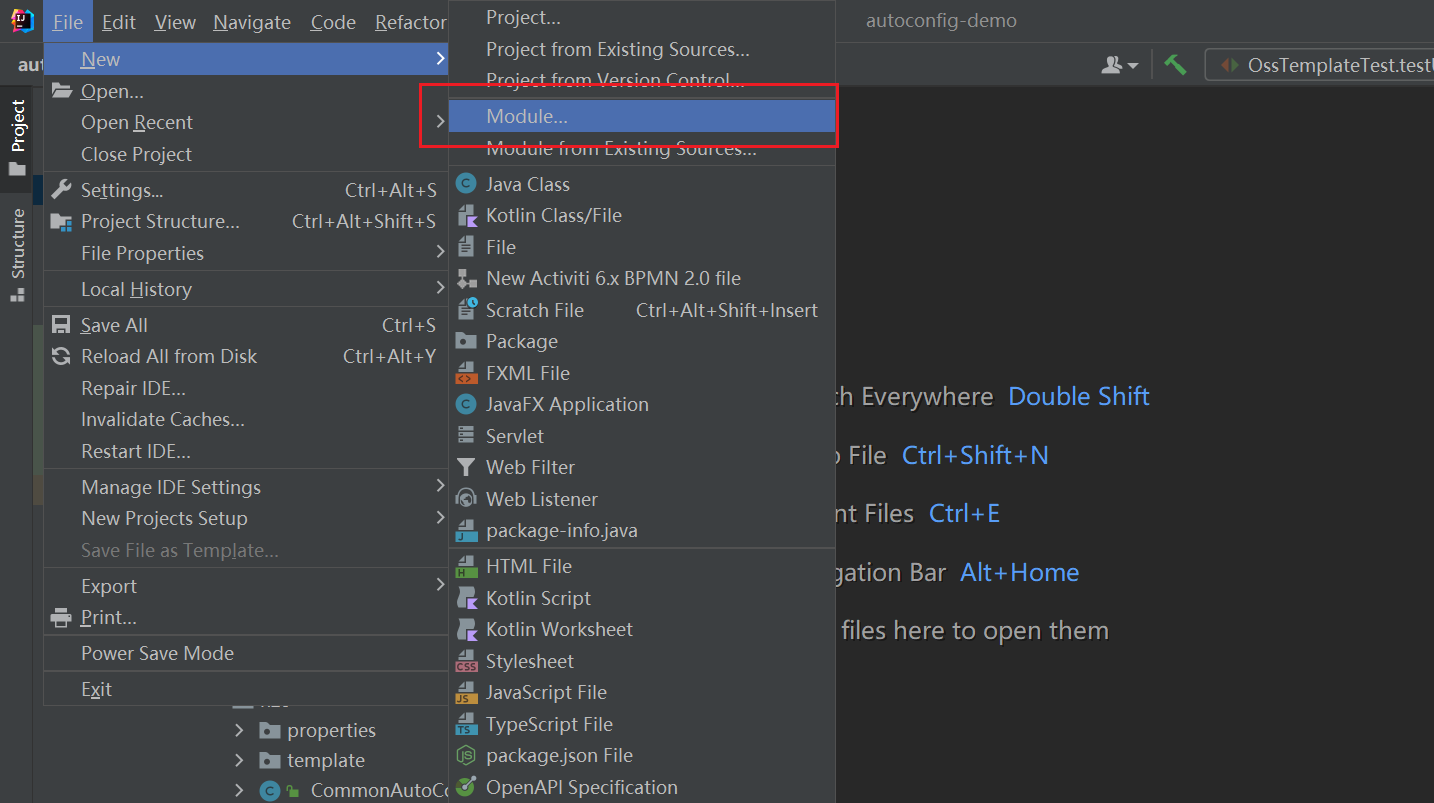 File Edit View Navigate Code Refactor
autoconfig-demo
OssTemplateTest.test
Project
Structure
New
Open...
Open Recent
Close Project
Settings... Ctrl+Alt+S
Project Structure... Ctrl+Alt+Shift+S
File Properties
Local History
Save All Ctrl+S
Reload All from Disk Ctrl+Alt+Y
Repair IDE...
Invalidate Caches...
Restart IDE...
Manage IDE Settings
New Projects Setup
Save File as Template...
Export
Print...
Power Save Mode
Exit
properties
template
CommonAutoCo
Project...
Project from Existing Sources...
Project from Version Control...
Module...
Module from Existing Sources...
Java Class
Kotlin Class/File
File
New Activiti 6.x BPMN 2.0 file
Scratch File Ctrl+Alt+Shift+Insert
Package
FXML File
JavaFX Application
Servlet
Web Filter
Web Listener
package-info.java
HTML File
Kotlin Script
Kotlin Worksheet
Stylesheet
JavaScript File
TypeScript File
package.json File
OpenAPI Specification
Everywhere Double Shift
File Ctrl+Shift+N
Files Ctrl+E
Bar Alt+Home
files here to open them